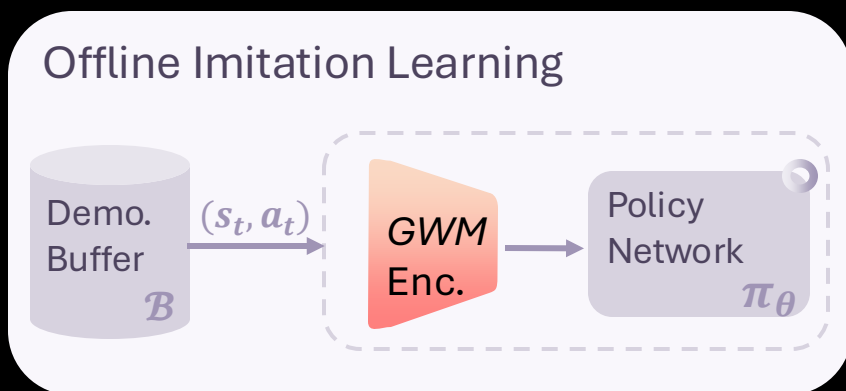 Offline Imitation Learning
Demo.
Buffer
ℬ
(sₜ, aₜ)
GWM
Enc.
Policy
Network
π_θ